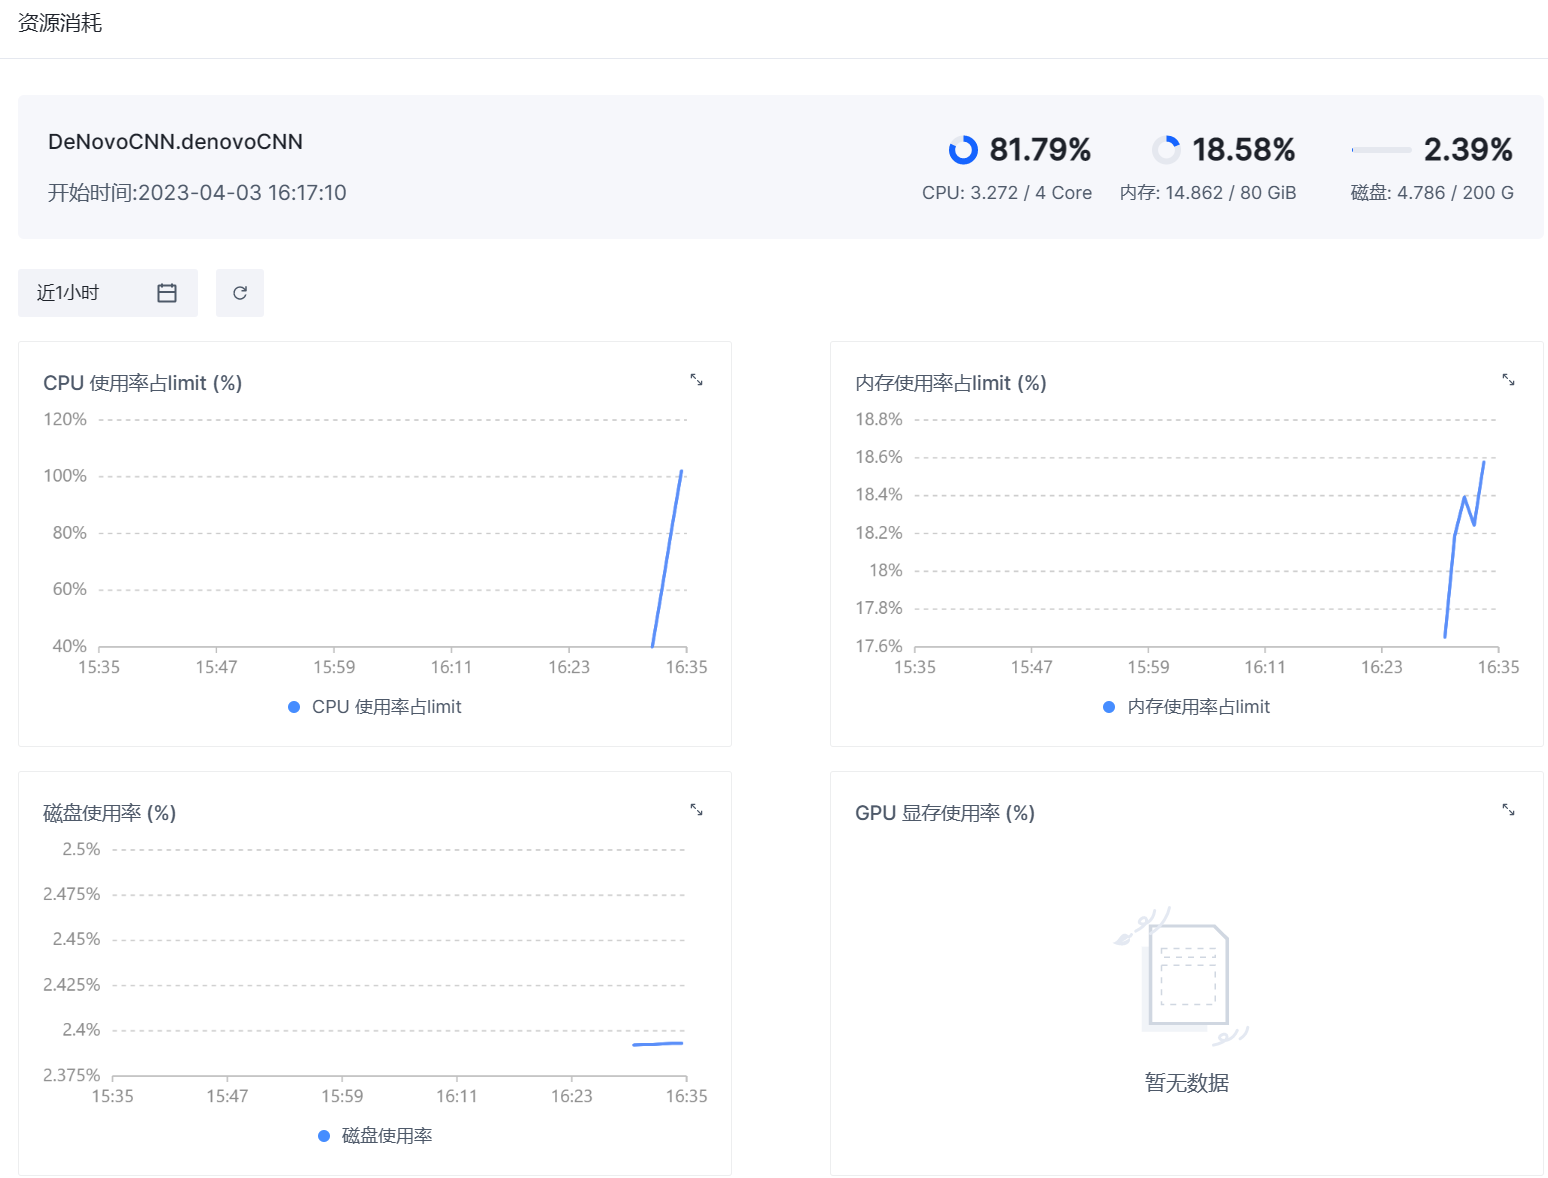 资源消耗
DeNovoCNN.denovoCNN
开始时间:2023-04-03 16:17:10
81.79%
CPU: 3.272 / 4 Core
18.58%
内存: 14.862 / 80 GiB
2.39%
磁盘: 4.786 / 200 G
近1小时
CPU 使用率占limit (%)
120%
100%
80%
60%
40%
15:35 15:47 15:59 16:11 16:23 16:35
CPU 使用率占limit
内存使用率占limit (%)
18.8%
18.6%
18.4%
18.2%
18%
17.8%
17.6%
15:35 15:47 15:59 16:11 16:23 16:35
内存使用率占limit
磁盘使用率 (%)
2.5%
2.475%
2.45%
2.425%
2.4%
2.375%
15:35 15:47 15:59 16:11 16:23 16:35
磁盘使用率
GPU 显存使用率 (%)
暂无数据